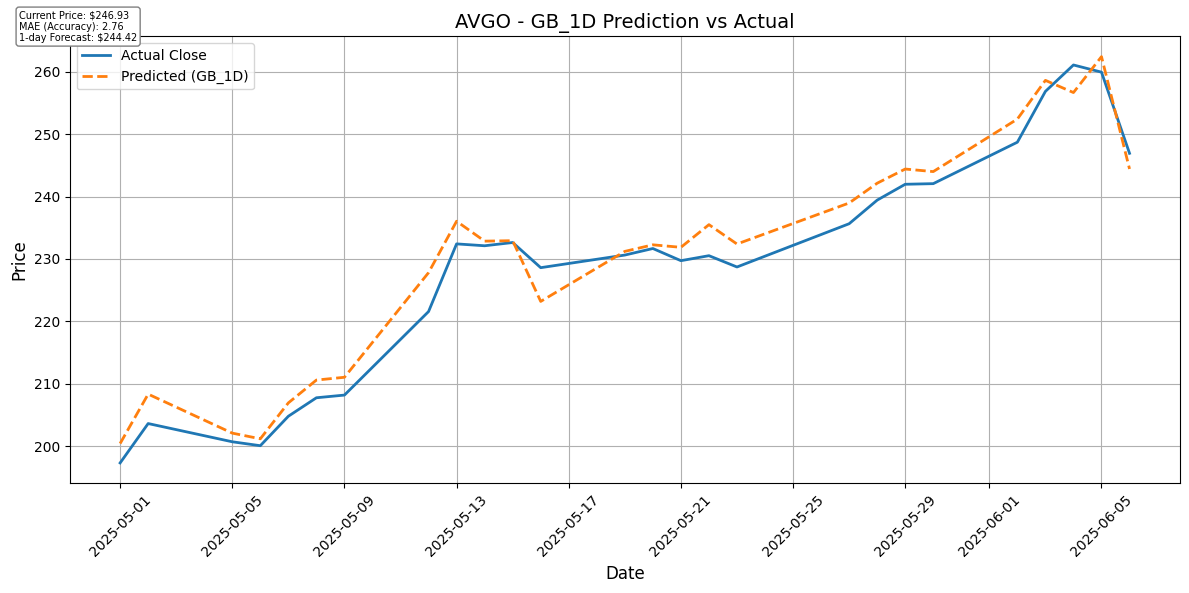 Current Price: $246.93
MAE (Accuracy): 2.76
1-day Forecast: $244.42
AVGO - GB_1D Prediction vs Actual
Actual Close
Predicted (GB_1D)
Price
260
250
240
230
220
210
200
2025-05-01
2025-05-05
2025-05-09
2025-05-13
2025-05-17
2025-05-21
2025-05-25
2025-05-29
2025-06-01
2025-06-05
Date